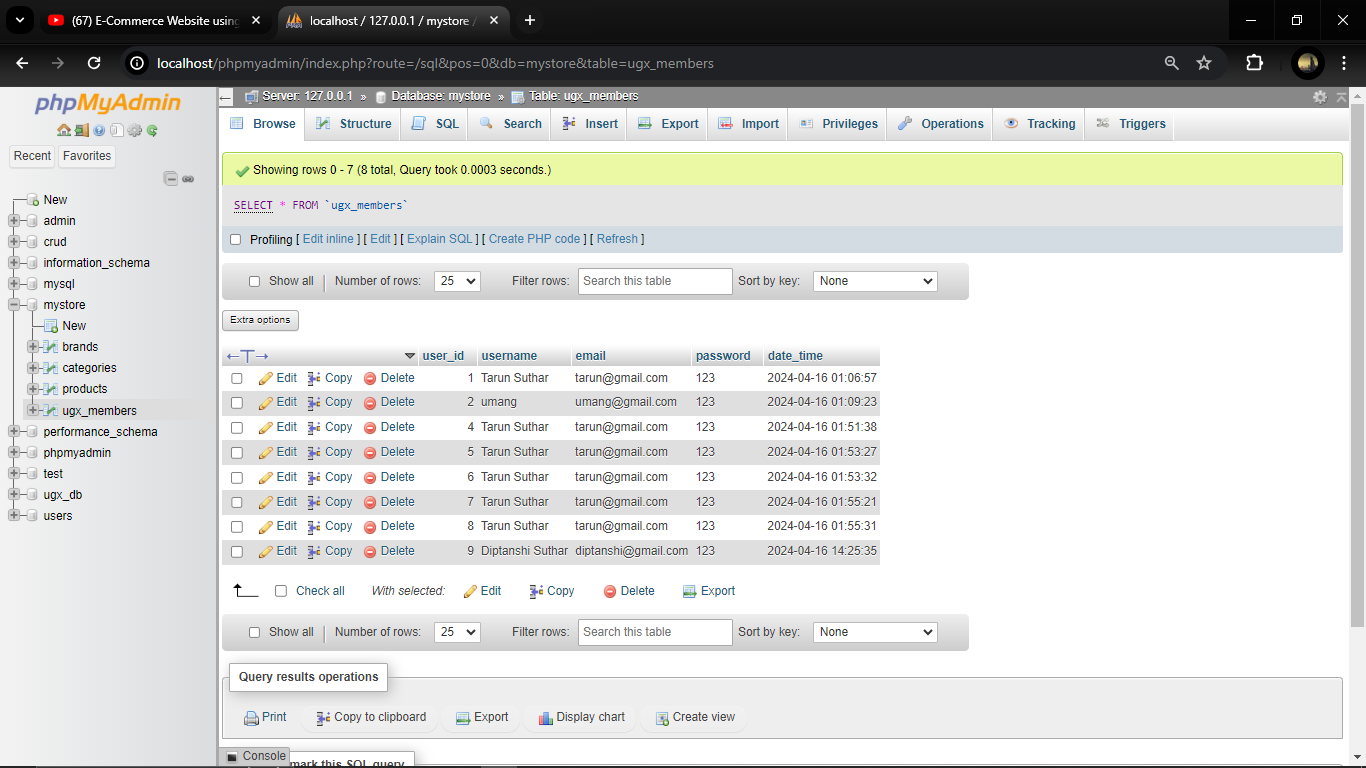 (67) E-Commerce Website using
localhost / 127.0.0.1 / mystore /
localhost/phpmyadmin/index.php?route=/sql&pos=0&db=mystore&table=ugx_members
phpMyAdmin
Recent Favorites
New
admin
crud
information_schema
mysql
mystore
New
brands
categories
products
ugx_members
performance_schema
phpmyadmin
test
ugx_db
users
Server: 127.0.0.1 » Database: mystore » Table: ugx_members
Browse Structure SQL Search Insert Export Import Privileges Operations Tracking Triggers
Showing rows 0 - 7 (8 total, Query took 0.0003 seconds.)
SELECT * FROM `ugx_members`
Profiling [ Edit inline ] [ Edit ] [ Explain SQL ] [ Create PHP code ] [ Refresh ]
Show all | Number of rows: 25 Filter rows: Search this table Sort by key: None
Extra options
←T→ user_id username email password date_time
Edit Copy Delete 1 Tarun Suthar tarun@gmail.com 123 2024-04-16 01:06:57
Edit Copy Delete 2 umang umang@gmail.com 123 2024-04-16 01:09:23
Edit Copy Delete 4 Tarun Suthar tarun@gmail.com 123 2024-04-16 01:51:38
Edit Copy Delete 5 Tarun Suthar tarun@gmail.com 123 2024-04-16 01:53:27
Edit Copy Delete 6 Tarun Suthar tarun@gmail.com 123 2024-04-16 01:53:32
Edit Copy Delete 7 Tarun Suthar tarun@gmail.com 123 2024-04-16 01:55:21
Edit Copy Delete 8 Tarun Suthar tarun@gmail.com 123 2024-04-16 01:55:31
Edit Copy Delete 9 Diptanshi Suthar diptanshi@gmail.com 123 2024-04-16 14:25:35
Check all With selected: Edit Copy Delete Export
Show all | Number of rows: 25 Filter rows: Search this table Sort by key: None
Query results operations
Print Copy to clipboard Export Display chart Create view
Console
mark this SQL query